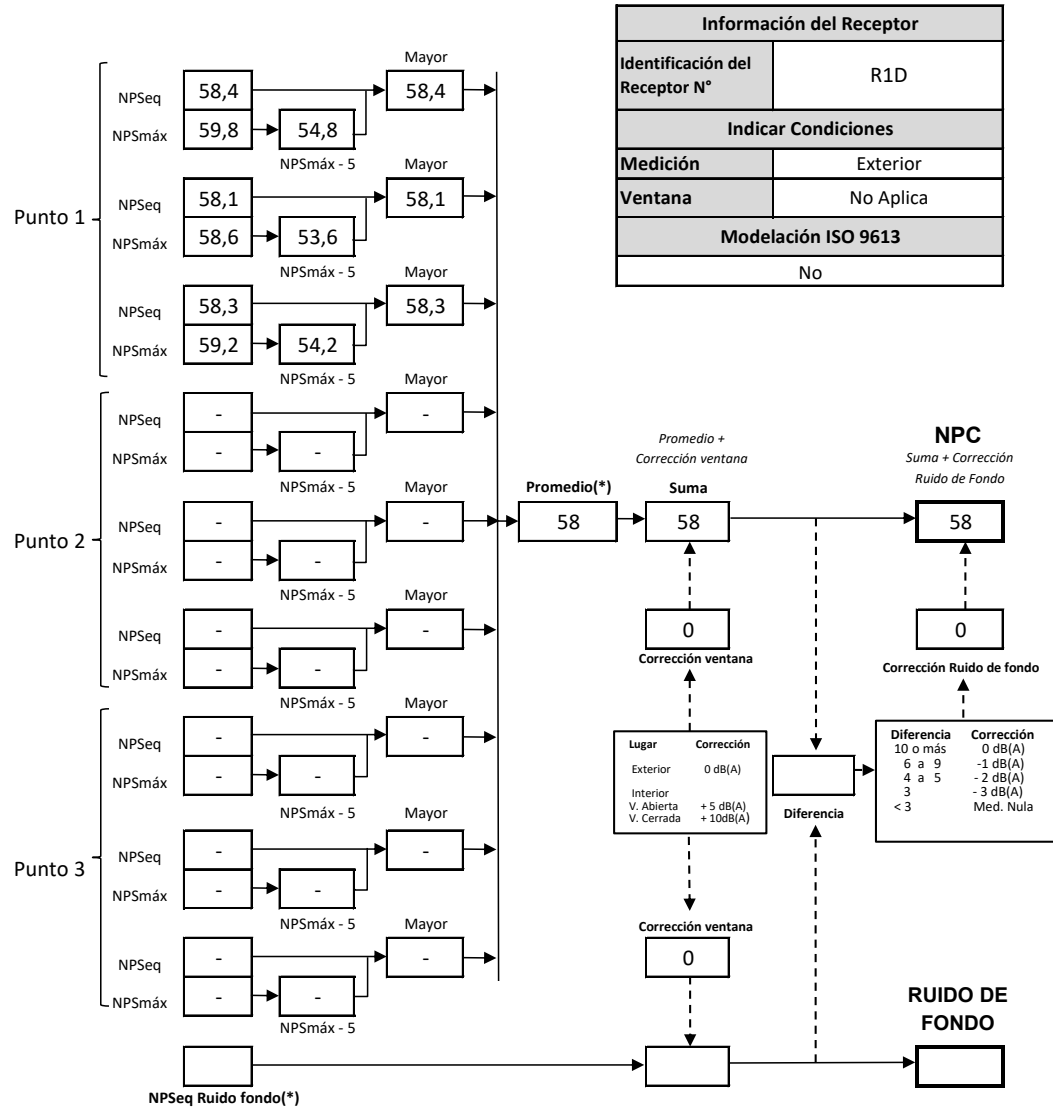 Información del Receptor
Identificación del Receptor N° R1D
Indicar Condiciones
Medición Exterior
Ventana No Aplica
Modelación ISO 9613
No
Punto 1
Mayor
NPSeq 58,4 58,4
NPSmáx 59,8 54,8
NPSmáx - 5
Mayor
NPSeq 58,1 58,1
NPSmáx 58,6 53,6
NPSmáx - 5
Mayor
NPSeq 58,3 58,3
NPSmáx 59,2 54,2
NPSmáx - 5
Punto 2
Mayor
NPSeq - -
NPSmáx - -
NPSmáx - 5
Mayor
NPSeq - -
NPSmáx - -
NPSmáx - 5
Mayor
NPSeq - -
NPSmáx - -
NPSmáx - 5
Punto 3
Mayor
NPSeq - -
NPSmáx - -
NPSmáx - 5
Mayor
NPSeq - -
NPSmáx - -
NPSmáx - 5
Mayor
NPSeq - -
NPSmáx - -
NPSmáx - 5
NPSeq Ruido fondo(*)
Promedio(*)
58
Promedio +
Corrección ventana
Suma
58
0
Corrección ventana
Lugar Corrección
Exterior 0 dB(A)
Interior
V. Abierta + 5 dB(A)
V. Cerrada + 10dB(A)
Corrección ventana
0
Diferencia
NPC
Suma + Corrección
Ruido de Fondo
58
0
Corrección Ruido de fondo
Diferencia Corrección
10 o más 0 dB(A)
6 a 9 -1 dB(A)
4 a 5 - 2 dB(A)
3 - 3 dB(A)
< 3 Med. Nula
RUIDO DE
FONDO